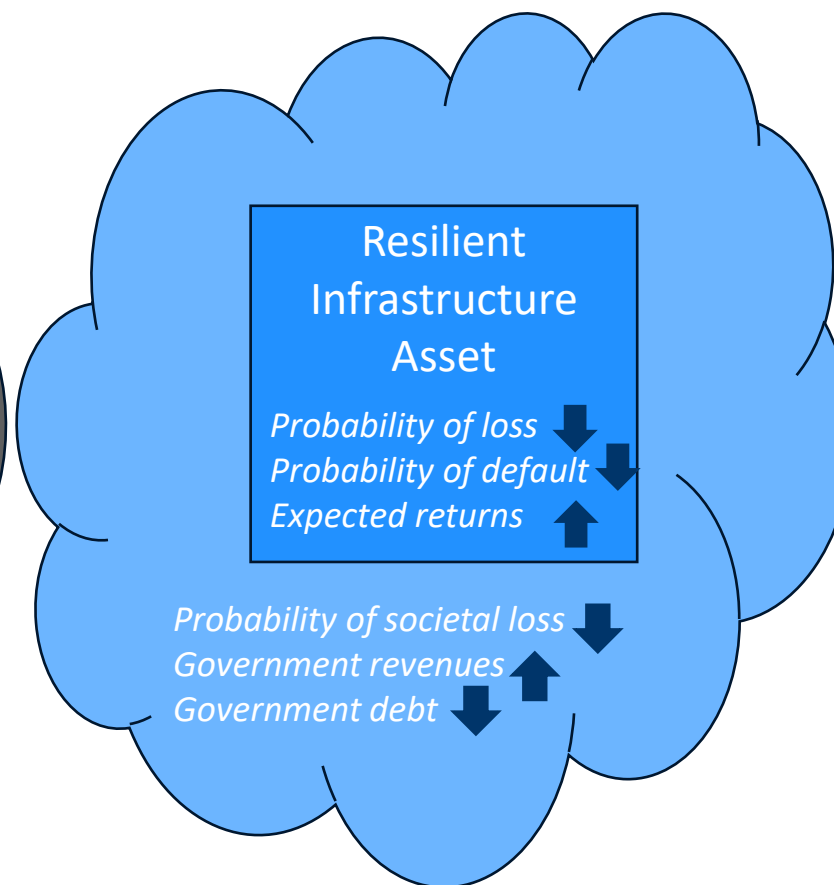 Resilient
Infrastructure
Asset
Probability of loss
Probability of default
Expected returns
Probability of societal loss
Government revenues
Government debt